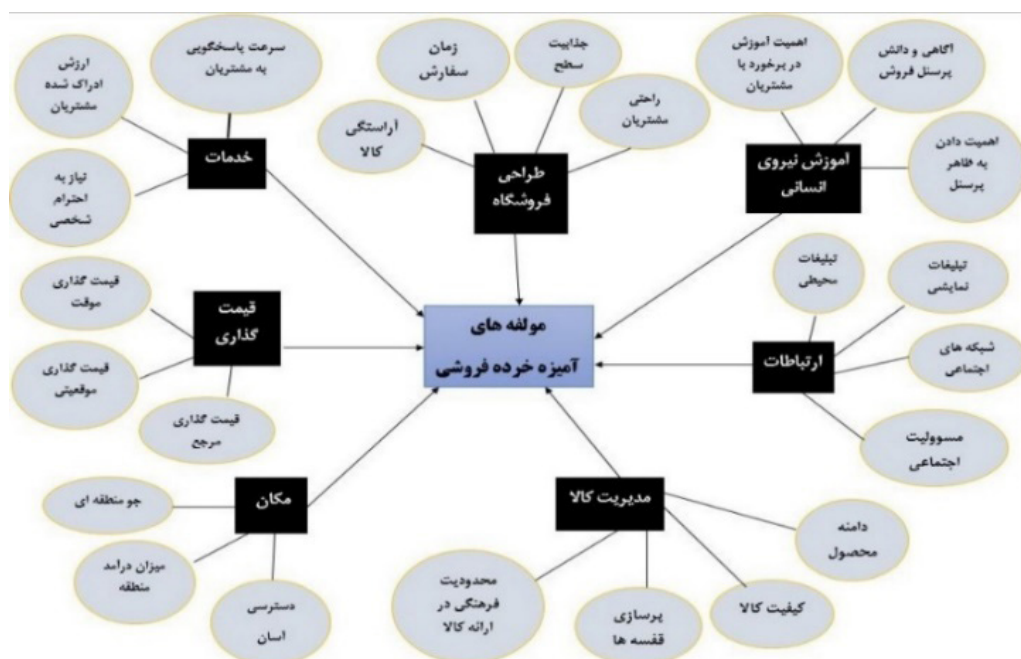 ارزش
ادراک شده
مشتریان
سرعت پاسخگویی
به مشتریان
نیاز به
احترام
شخصی
خدمات
زمان
سفارش
جذابیت
سطح
آراستگی
کالا
راحتی
مشتریان
طراحی
فروشگاه
اهمیت آموزش
در برخورد با
مشتریان
آگاهی و دانش
پرسنل فروش
اهمیت دادن
به ظاهر
پرسنل
آموزش نیروی
انسانی
قیمت گذاری
موقت
قیمت گذاری
موقعیتی
قیمت گذاری
مرجع
قیمت
گذاری
مولفه های
آمیزه خرده فروشی
تبلیغات
محیطی
تبلیغات
نمایشی
شبکه های
اجتماعی
مسوولیت
اجتماعی
ارتباطات
جو منطقه ای
میزان درآمد
منطقه
دسترسی
آسان
مکان
مدیریت کالا
دامنه
محصول
کیفیت کالا
پرسازی
قفسه ها
محدودیت
فرهنگی در
ارائه کالا